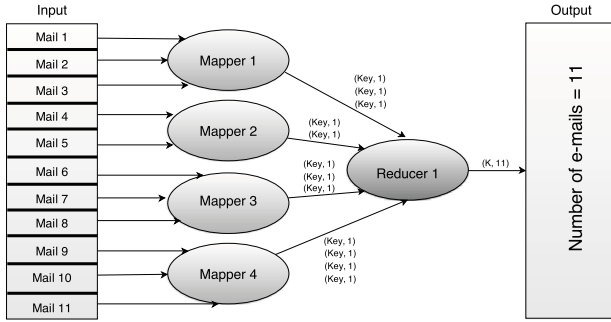 Input
Output
Mail 1
Mail 2
Mail 3
Mail 4
Mail 5
Mail 6
Mail 7
Mail 8
Mail 9
Mail 10
Mail 11
Mapper 1
Mapper 2
Mapper 3
Mapper 4
(Key, 1)
(Key, 1)
(Key, 1)
(Key, 1)
(Key, 1)
(Key, 1)
(Key, 1)
(Key, 1)
(Key, 1)
(Key, 1)
(Key, 1)
(Key, 1)
Reducer 1
(K, 11)
Number of e-mails = 11